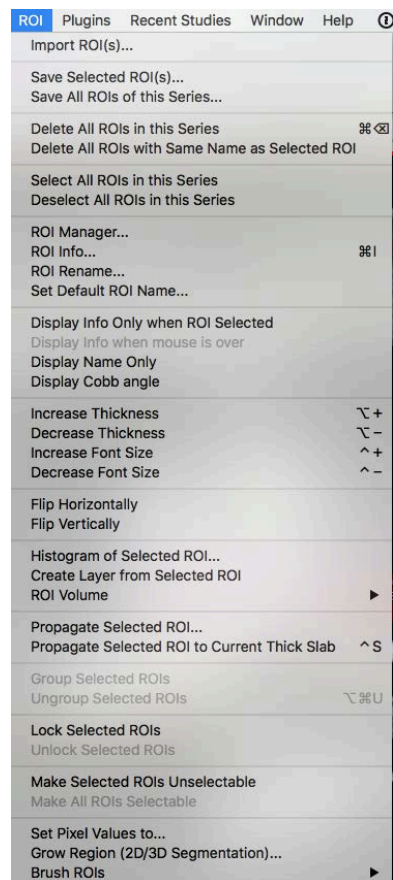 ROI Plugins Recent Studies Window Help
Import ROI(s)...
Save Selected ROI(s)...
Save All ROIs of this Series...
Delete All ROIs in this Series ⌘⌫
Delete All ROIs with Same Name as Selected ROI
Select All ROIs in this Series
Deselect All ROIs in this Series
ROI Manager...
ROI Info... ⌘I
ROI Rename...
Set Default ROI Name...
Display Info Only when ROI Selected
Display Info when mouse is over
Display Name Only
Display Cobb angle
Increase Thickness ⌥+
Decrease Thickness ⌥−
Increase Font Size ^+
Decrease Font Size ^−
Flip Horizontally
Flip Vertically
Histogram of Selected ROI...
Create Layer from Selected ROI
ROI Volume ▶
Propagate Selected ROI...
Propagate Selected ROI to Current Thick Slab ^S
Group Selected ROIs
Ungroup Selected ROIs ⌥⌘U
Lock Selected ROIs
Unlock Selected ROIs
Make Selected ROIs Unselectable
Make All ROIs Selectable
Set Pixel Values to...
Grow Region (2D/3D Segmentation)...
Brush ROIs ▶